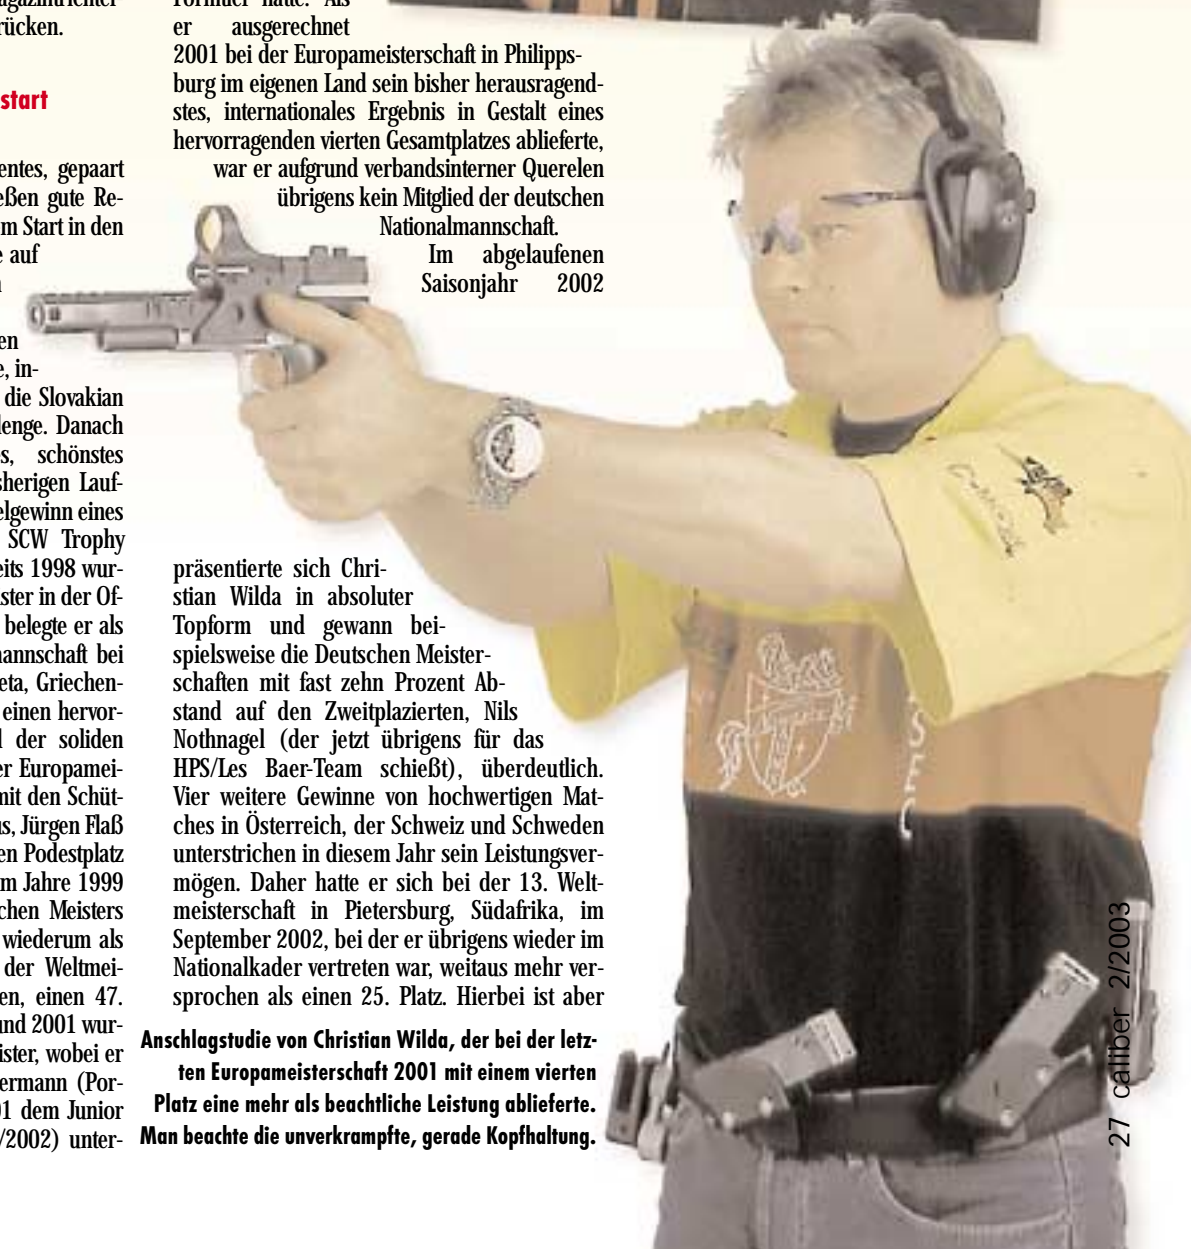 rücken.
start
entes, gepaart
eßen gute Re-
m Start in den
e auf
en
e, in-
die Slovakian
lenge. Danach
s, schönstes
sherigen Lauf-
elgewinn eines
SCW Trophy
eits 1998 wur-
ster in der Of-
belegte er als
annschaft bei
eta, Griechen-
einen hervor-
l der soliden
er Europamei-
mit den Schüt-
us, Jürgen Flaß
en Podestplatz
m Jahre 1999
chen Meisters
wiederum als
der Weltmei-
en, einen 47.
und 2001 wur-
ister, wobei er
ermann (Por-
01 dem Junior
/2002) unter-
er ausgerechnet
2001 bei der Europameisterschaft in Philipps-
burg im eigenen Land sein bisher herausragend-
stes, internationales Ergebnis in Gestalt eines
hervorragenden vierten Gesamtplatzes ablieferte,
war er aufgrund verbandsinterner Querelen
übrigens kein Mitglied der deutschen
Nationalmannschaft.
Im abgelaufenen
Saisonjahr 2002
präsentierte sich Chri-
stian Wilda in absoluter
Topform und gewann bei-
spielsweise die Deutschen Meister-
schaften mit fast zehn Prozent Ab-
stand auf den Zweitplazierten, Nils
Nothnagel (der jetzt übrigens für das
HPS/Les Baer-Team schießt), überdeutlich.
Vier weitere Gewinne von hochwertigen Mat-
ches in Österreich, der Schweiz und Schweden
unterstrichen in diesem Jahr sein Leistungsver-
mögen. Daher hatte er sich bei der 13. Welt-
meisterschaft in Pietersburg, Südafrika, im
September 2002, bei der er übrigens wieder im
Nationalkader vertreten war, weitaus mehr ver-
sprochen als einen 25. Platz. Hierbei ist aber
Anschlagstudie von Christian Wilda, der bei der letz-
ten Europameisterschaft 2001 mit einem vierten
Platz eine mehr als beachtliche Leistung ablieferte.
Man beachte die unverkrampfte, gerade Kopfhaltung.
27 caliber 2/2003